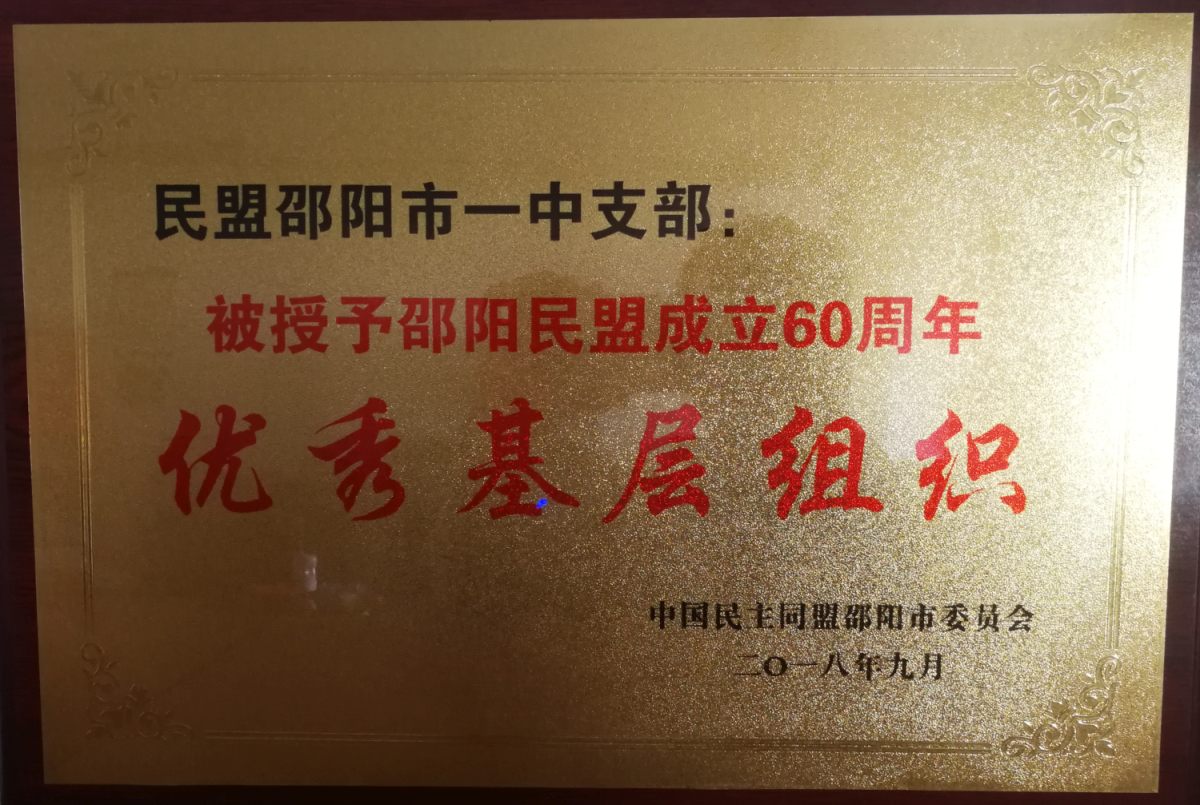 民盟邵阳市一中支部：
被授予邵阳民盟成立60周年
优秀基层组织
中国民主同盟邵阳市委员会
二〇一八年九月